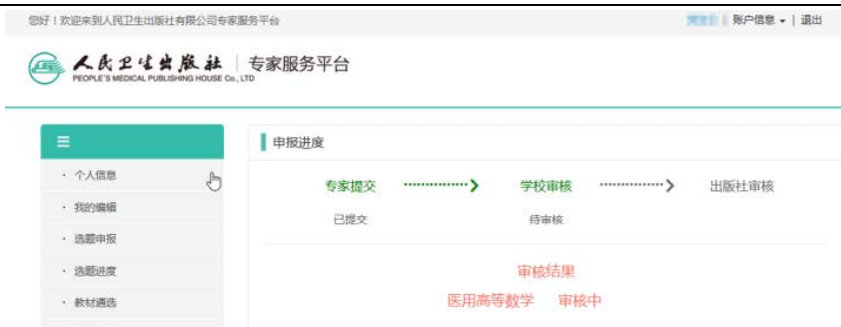 您好！欢迎来到人民卫生出版社有限公司专家服务平台
账户信息 | 退出
人民卫生出版社 | 专家服务平台
PEOPLE'S MEDICAL PUBLISHING HOUSE Co., LTD
申报进度
· 个人信息
· 我的编辑
· 选题申报
· 选题进度
· 教材遴选
专家提交 学校审核 出版社审核
已提交 待审核
审核结果
医用高等数学 审核中